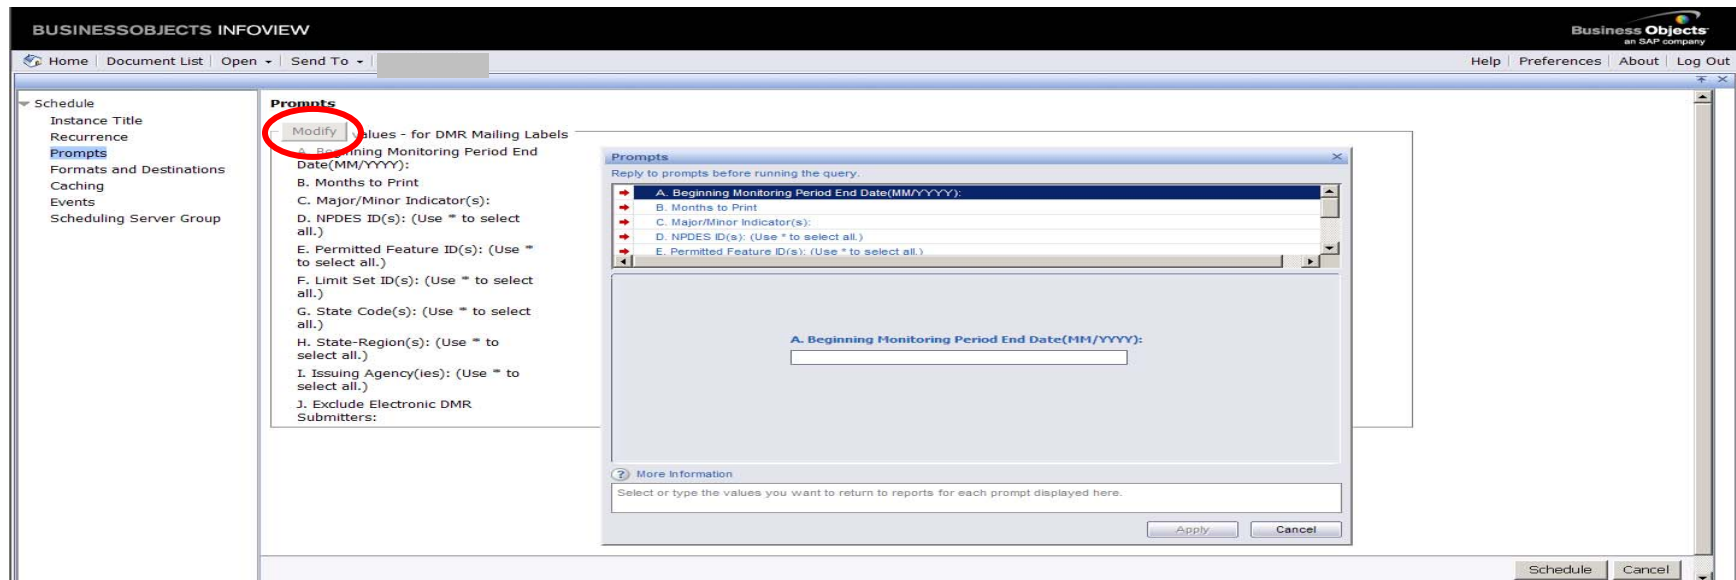 BUSINESSOBJECTS INFOVIEW
Business Objects
an SAP company
Home Document List Open Send To
Help Preferences About Log Out
Schedule
Instance Title
Recurrence
Prompts
Formats and Destinations
Caching
Events
Scheduling Server Group
Prompts
Modify values - for DMR Mailing Labels
A. Beginning Monitoring Period End
Date(MM/YYYY):
B. Months to Print
C. Major/Minor Indicator(s):
D. NPDES ID(s): (Use * to select
all.)
E. Permitted Feature ID(s): (Use *
to select all.)
F. Limit Set ID(s): (Use * to select
all.)
G. State Code(s): (Use * to select
all.)
H. State-Region(s): (Use * to
select all.)
I. Issuing Agency(ies): (Use * to
select all.)
J. Exclude Electronic DMR
Submitters:
Prompts
Reply to prompts before running the query.
A. Beginning Monitoring Period End Date(MM/YYYY):
B. Months to Print
C. Major/Minor Indicator(s):
D. NPDES ID(s): (Use * to select all.)
E. Permitted Feature ID(s): (Use * to select all.)
A. Beginning Monitoring Period End Date(MM/YYYY):
? More Information
Select or type the values you want to return to reports for each prompt displayed here.
Apply Cancel
Schedule Cancel